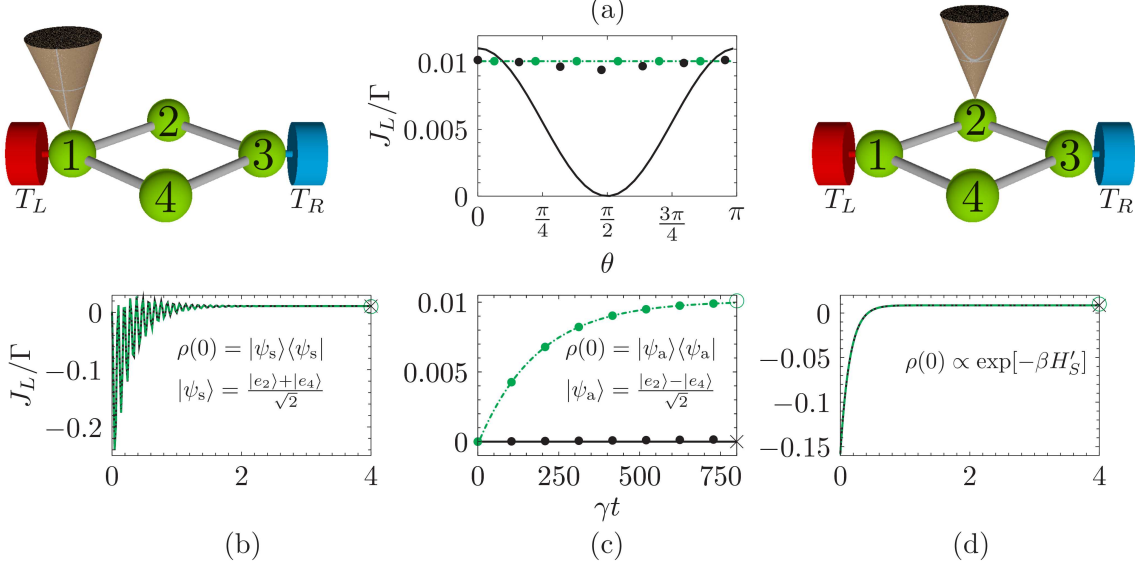 (a)
1
2
3
4
T_L
T_R
J_L/Γ
0.01
0.005
0
0
π/4
π/2
3π/4
π
θ
1
2
3
4
T_L
T_R
J_L/Γ
0
−0.1
−0.2
ρ(0) = |ψ_s⟩⟨ψ_s|
|ψ_s⟩ = (|e_2⟩+|e_4⟩)/√2
0
2
4
(b)
0.01
0.005
0
ρ(0) = |ψ_a⟩⟨ψ_a|
|ψ_a⟩ = (|e_2⟩−|e_4⟩)/√2
0
250
500
750
γt
(c)
0
−0.05
−0.1
−0.15
ρ(0) ∝ exp[−βH′_S]
0
2
4
(d)